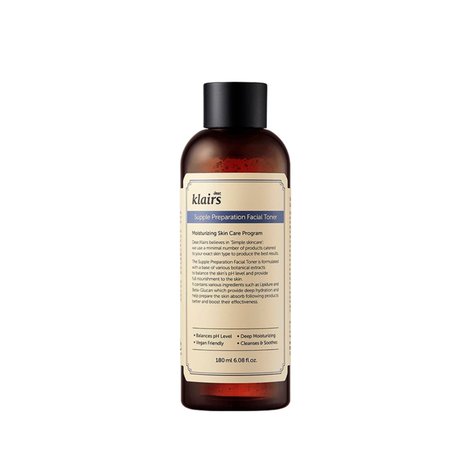 dear,
klairs
Supple Preparation Facial Toner
Moisturizing Skin Care Program
Dear Klairs believes in 'Simple skincare';
we use a minimal number of products catered
to your exact skin type to produce the best results.
The Supple Preparation Facial Toner is formulated
with a base of various botanical extracts
to balance the skin's pH level and provide
full nourishment to the skin.
It contains various ingredients such as Lipidure and
Beta-Glucan which provide deep hydration and
help prepare the skin absorb following products
better and boost their effectiveness.
• Balances pH Level • Deep Moisturizing
• Vegan Friendly • Cleanses & Soothes
180 ml 6.08 fl. oz.